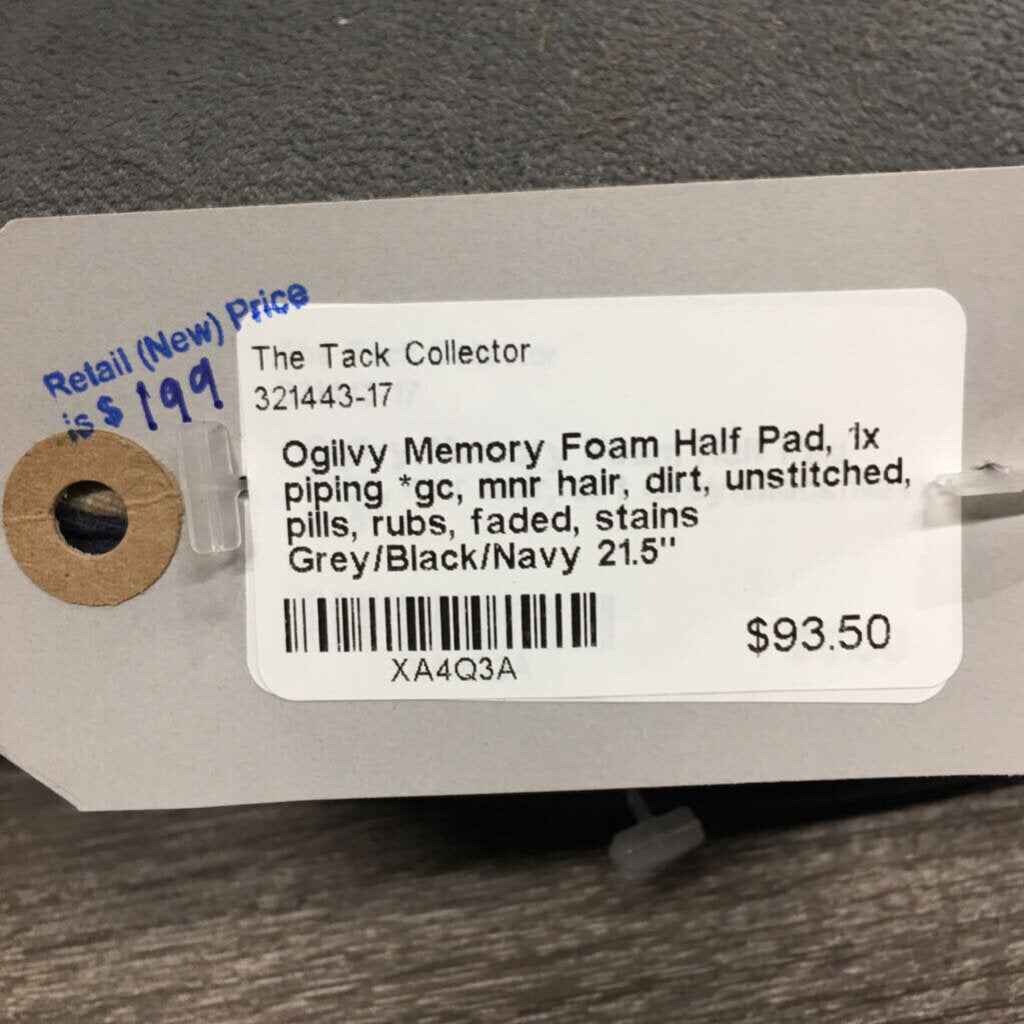 Retail (New) Price
is $ 199
The Tack Collector
321443-17
Ogilvy Memory Foam Half Pad, 1x
piping *gc, mnr hair, dirt, unstitched,
pills, rubs, faded, stains
Grey/Black/Navy 21.5"
XA4Q3A
$93.50